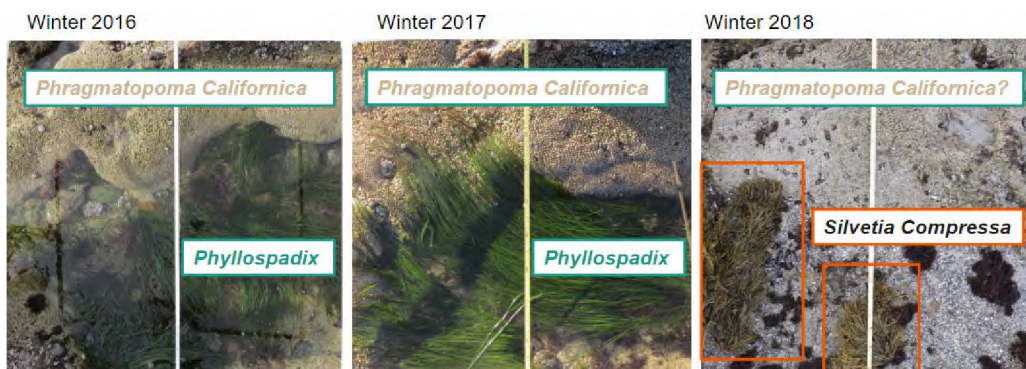 Winter 2016
Winter 2017
Winter 2018
Phragmatopoma Californica
Phragmatopoma Californica
Phragmatopoma Californica?
Silvetia Compressa
Phyllospadix
Phyllospadix